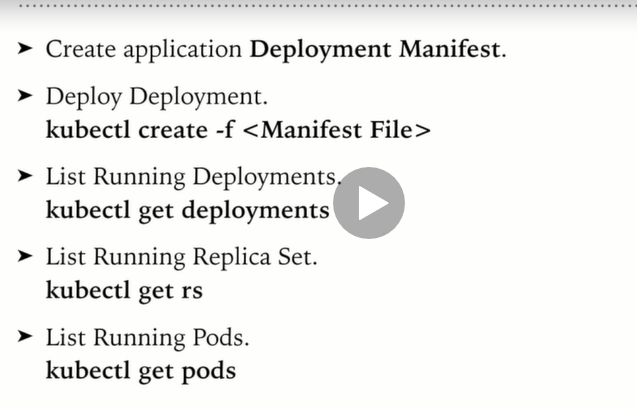 ➤ Create application Deployment Manifest.
➤ Deploy Deployment.
kubectl create -f <Manifest File>
➤ List Running Deployments.
kubectl get deployments
➤ List Running Replica Set.
kubectl get rs
➤ List Running Pods.
kubectl get pods